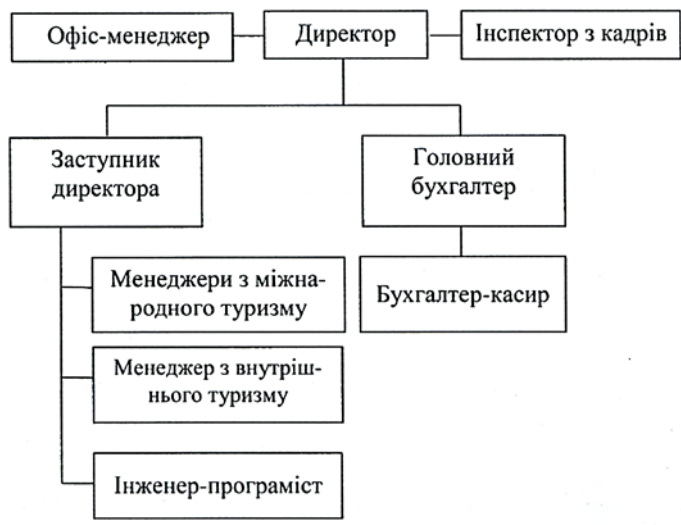 Офіс-менеджер
Директор
Інспектор з кадрів
Заступник
директора
Головний
бухгалтер
Менеджери з міжна-
родного туризму
Бухгалтер-касир
Менеджер з внутріш-
нього туризму
Інженер-програміст